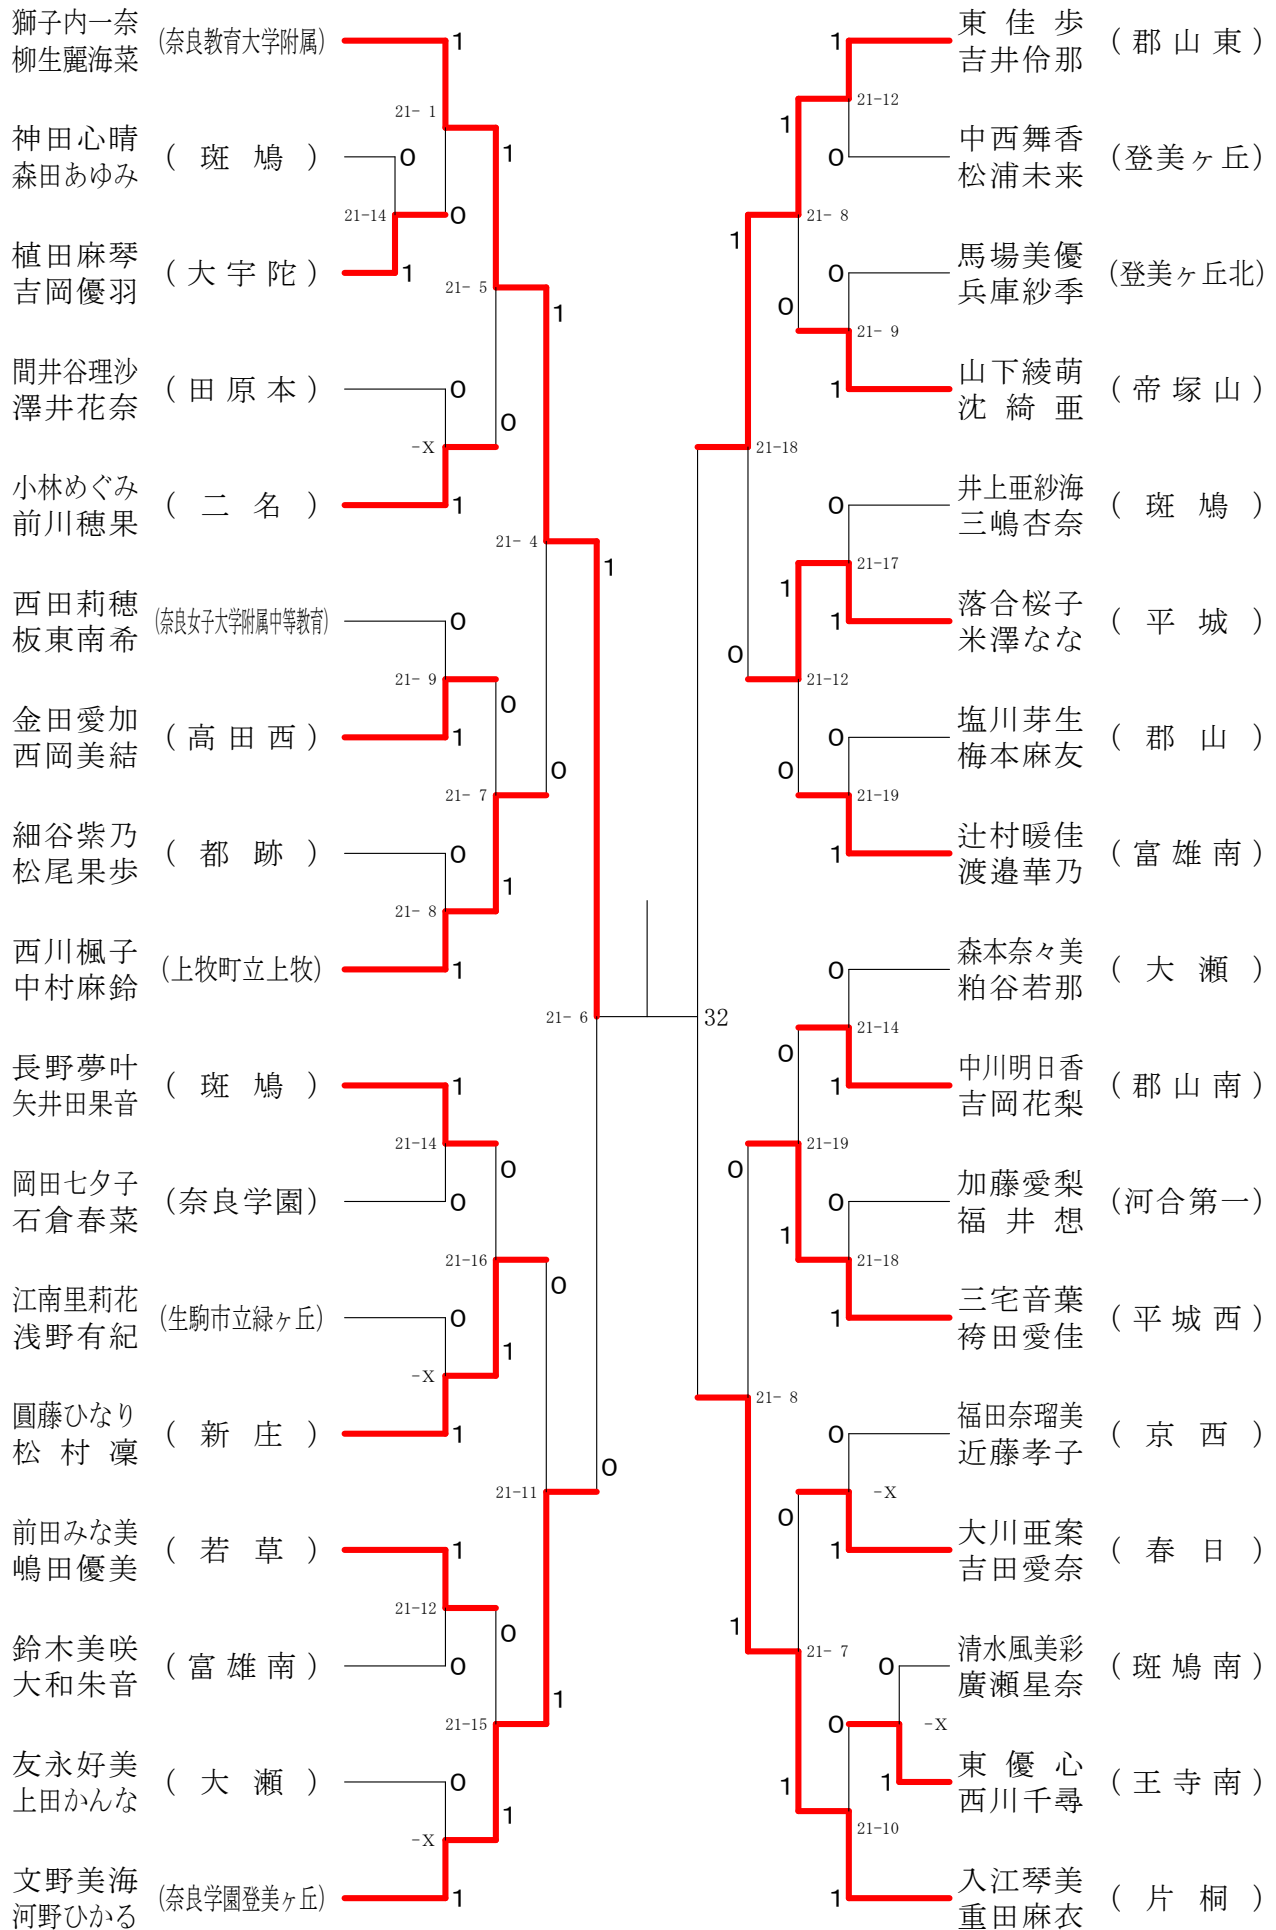 獅子内一奈
柳生麗海菜
(奈良教育大学附属)
1
21- 1
神田心晴
森田あゆみ
( 斑 鳩 )
0
1
21-14
0
植田麻琴
吉岡優羽
( 大 宇 陀 )
1
21- 5
1
間井谷理沙
澤井花奈
( 田 原 本 )
0
0
-X
小林めぐみ
前川穂果
( 二 名 )
1
21- 4
1
西田莉穂
板東南希
(奈良女子大学附属中等教育)
0
21- 9
0
金田愛加
西岡美結
( 高 田 西 )
1
0
21- 7
細谷紫乃
松尾果歩
( 都 跡 )
0
1
21- 8
西川楓子
中村麻鈴
(上牧町立上牧)
1
21- 6
32
長野夢叶
矢井田果音
( 斑 鳩 )
1
21-14
0
岡田七夕子
石倉春菜
(奈良学園)
0
21-16
0
江南里莉花
浅野有紀
(生駒市立緑ヶ丘)
0
1
-X
圓藤ひなり
松 村 凜
( 新 庄 )
1
0
21-11
前田みな美
嶋田優美
( 若 草 )
1
21-12
0
鈴木美咲
大和朱音
( 富 雄 南 )
0
1
21-15
友永好美
上田かんな
( 大 瀬 )
0
1
-X
文野美海
河野ひかる
(奈良学園登美ヶ丘)
1
1
東 佳 歩
吉井伶那
( 郡 山 東 )
21-12
1
0
中西舞香
松浦未来
(登美ヶ丘)
21- 8
1
0
馬場美優
兵庫紗季
(登美ヶ丘北)
0
21- 9
1
山下綾萌
沈 綺 亜
( 帝 塚 山 )
21-18
0
井上亜紗海
三嶋杏奈
( 斑 鳩 )
21-17
1
1
落合桜子
米澤なな
( 平 城 )
0
21-12
0
塩川芽生
梅本麻友
( 郡 山 )
0
21-19
1
辻村暖佳
渡邉華乃
( 富 雄 南 )
0
森本奈々美
粕谷若那
( 大 瀬 )
21-14
0
1
中川明日香
吉岡花梨
( 郡 山 南 )
21-19
0
0
加藤愛梨
福 井 想
(河合第一)
1
21-18
1
三宅音葉
袴田愛佳
( 平 城 西 )
21- 8
0
福田奈瑠美
近藤孝子
( 京 西 )
-X
0
1
大川亜案
吉田愛奈
( 春 日 )
1
21- 7
0
清水風美彩
廣瀬星奈
( 斑 鳩 南 )
0
-X
1
1
東 優 心
西川千尋
( 王 寺 南 )
21-10
1
入江琴美
重田麻衣
( 片 桐 )